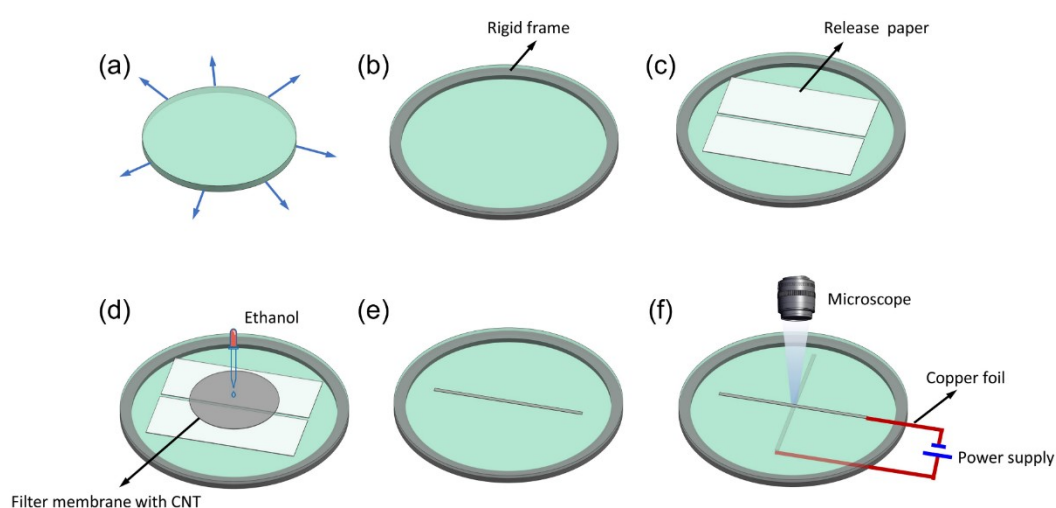 (a)
(b)
Rigid frame
(c)
Release paper
(d)
Ethanol
Filter membrane with CNT
(e)
(f)
Microscope
Copper foil
Power supply